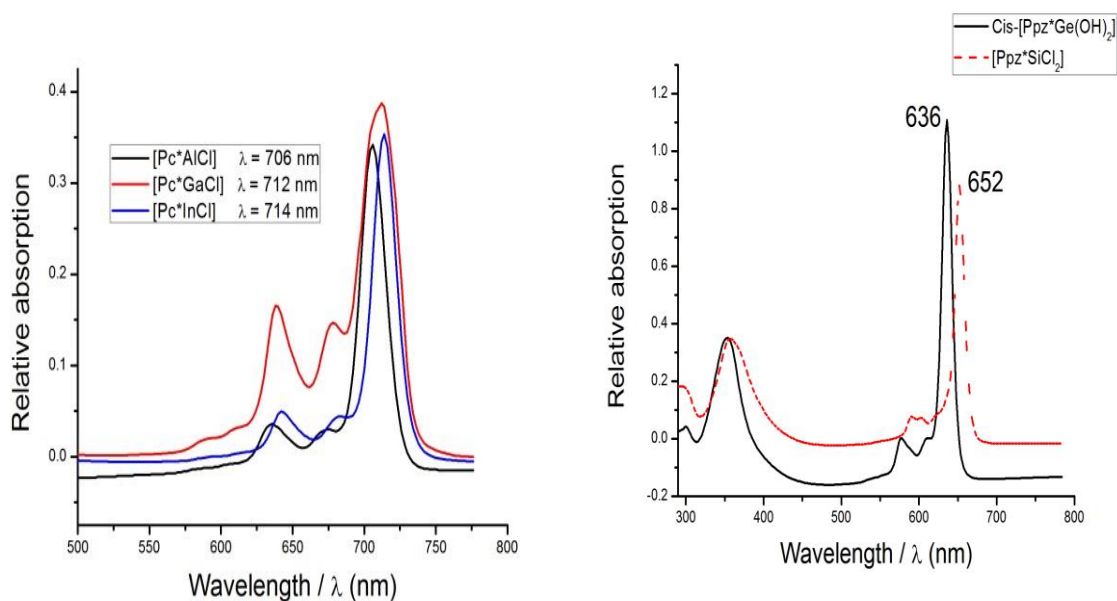 0.4
0.3
0.2
0.1
0.0
Relative absorption
[Pc*AlCl] λ = 706 nm
[Pc*GaCl] λ = 712 nm
[Pc*InCl] λ = 714 nm
500 550 600 650 700 750 800
Wavelength / λ (nm)
Cis-[Ppz*Ge(OH)2]
[Ppz*SiCl2]
1.2
1.0
0.8
0.6
0.4
0.2
0.0
-0.2
Relative absorption
636
652
300 400 500 600 700 800
Wavelength / λ (nm)